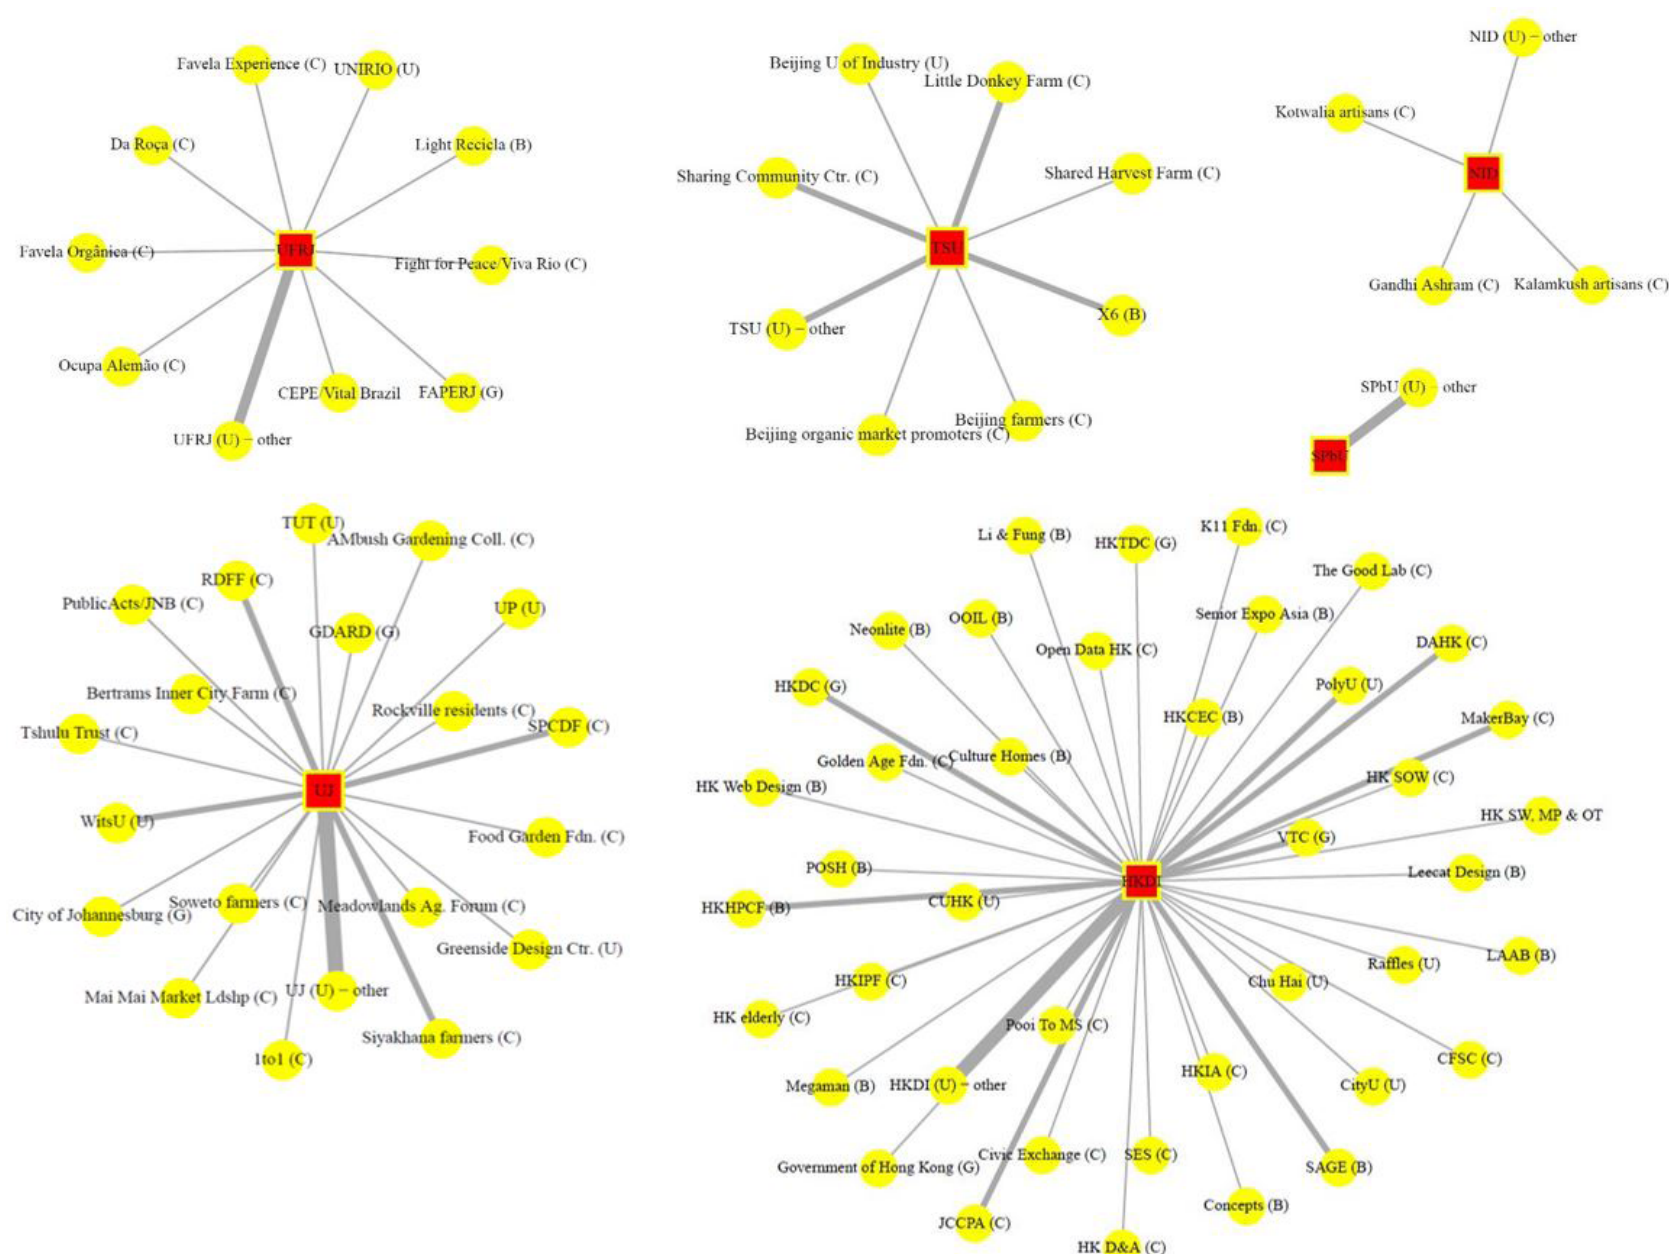 Favela Experience (C)
UNIRIO (U)
Da Roça (C)
Light Recicla (B)
UFRJ
Favela Orgânica (C)
Fight for Peace/Viva Rio (C)
Ocupa Alemão (C)
CEPE/Vital Brazil
FAPERJ (G)
UFRJ (U) – other
Beijing U of Industry (U)
Little Donkey Farm (C)
Sharing Community Ctr. (C)
Shared Harvest Farm (C)
TSU
TSU (U) – other
X6 (B)
Beijing organic market promoters (C)
Beijing farmers (C)
NID (U) – other
Kotwalia artisans (C)
NID
Gandhi Ashram (C)
Kalamkush artisans (C)
SPbU (U) – other
SPbU
TUT (U)
AMbush Gardening Coll. (C)
RDFF (C)
PublicActs/JNB (C)
UP (U)
GDARD (G)
Bertrams Inner City Farm (C)
Rockville residents (C)
Tshulu Trust (C)
SPCDF (C)
UJ
WitsU (U)
Food Garden Fdn. (C)
Soweto farmers (C)
Meadowlands Ag. Forum (C)
City of Johannesburg (G)
Greenside Design Ctr. (U)
Mai Mai Market Ldshp (C)
UJ (U) – other
Siyakhana farmers (C)
1to1 (C)
Li & Fung (B)
HKTDC (G)
K11 Fdn. (C)
The Good Lab (C)
OOIL (B)
Senior Expo Asia (B)
Neonlite (B)
Open Data HK (C)
DAHK (C)
HKDC (G)
PolyU (U)
HKCEC (B)
MakerBay (C)
Golden Age Fdn. (C)
Culture Homes (B)
HK Web Design (B)
HK SOW (C)
HK SW, MP & OT
VTC (G)
POSH (B)
HKDI
Leecat Design (B)
HKHPCF (B)
CUHK (U)
LAAB (B)
Raffles (U)
HKIPF (C)
Chu Hai (U)
HK elderly (C)
Pooi To MS (C)
CFSC (C)
Megaman (B)
HKDI (U) – other
HKIA (C)
CityU (U)
Government of Hong Kong (G)
Civic Exchange (C)
SES (C)
SAGE (B)
Concepts (B)
JCCPA (C)
HK D&A (C)